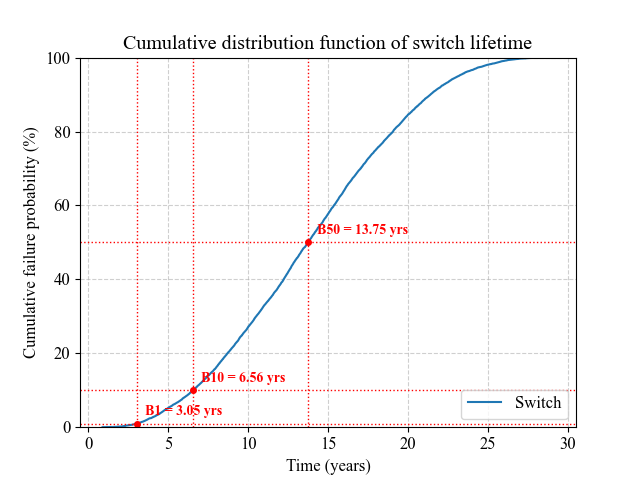 Cumulative distribution function of switch lifetime
Cumulative failure probability (%)
100
80
60
40
20
0
B50 = 13.75 yrs
B10 = 6.56 yrs
B1 = 3.05 yrs
Switch
0 5 10 15 20 25 30
Time (years)